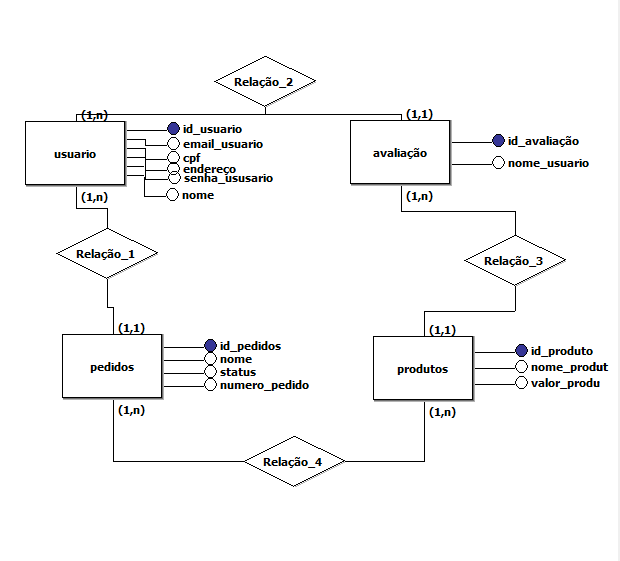 Relação_2
(1,n)
(1,1)
usuario
id_usuario
email_usuario
cpf
endereço
senha_ususario
nome
avaliação
id_avaliação
nome_usuario
(1,n)
(1,n)
Relação_1
Relação_3
(1,1)
(1,1)
pedidos
id_pedidos
nome
status
numero_pedido
produtos
id_produto
nome_produt
valor_produ
(1,n)
(1,n)
Relação_4